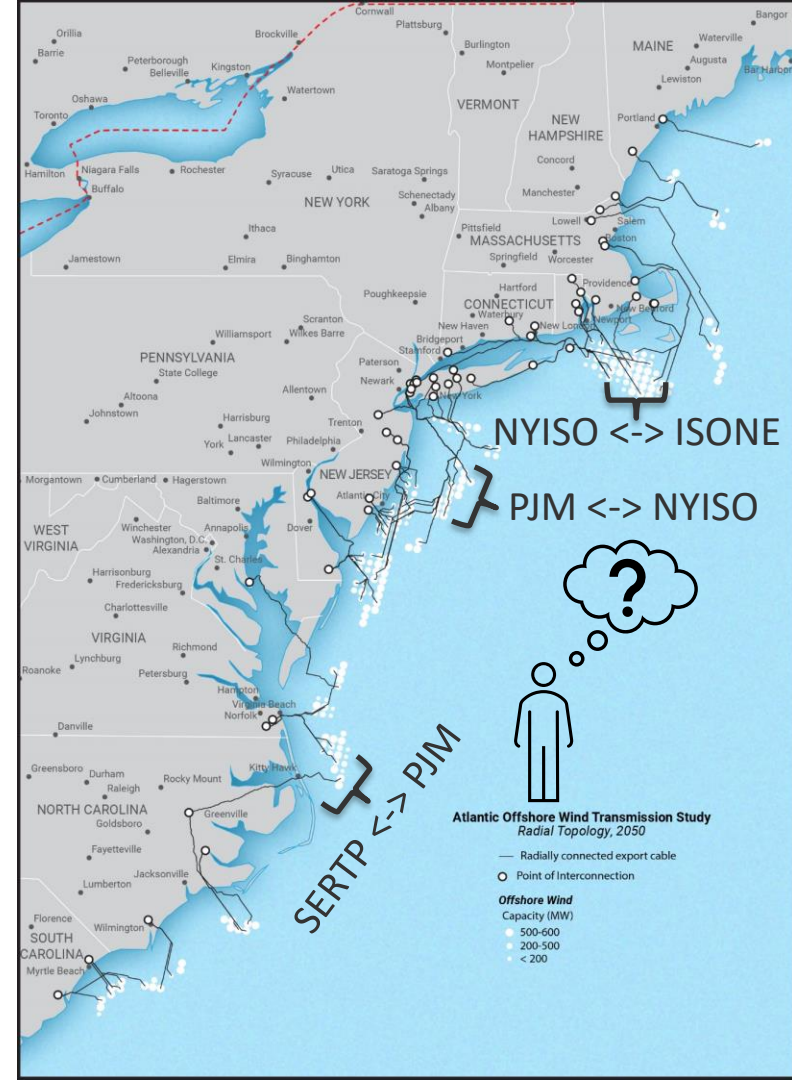 Cornwall
Bangor
Orillia
Brockville
Plattsburg
Waterville
MAINE
Barrie
Burlington
Augusta
Peterborough
Kingston
Montpelier
Bar Harbor
Belleville
Lewiston
Watertown
Oshawa
VERMONT
Toronto
NEW
HAMPSHIRE
Portland
Hamilton
Niagara Falls
Rochester
Utica
Saratoga Springs
Concord
Syracuse
Buffalo
Manchester
NEW YORK
Schenectady
Albany
Lowell
Salem
Ithaca
Pittsfield
MASSACHUSETTS
Boston
Jamestown
Elmira
Binghamton
Springfield
Worcester
Hartford
Providence
Poughkeepsie
CONNECTICUT
New Bedford
Waterbury
Newport
Scranton
New Haven
New London
Williamsport
Wilkes Barre
Bridgeport
Stamford
PENNSYLVANIA
Paterson
State College
Newark
Allentown
New York
Altoona
Johnstown
Harrisburg
Trenton
NYISO <-> ISONE
York
Lancaster
Philadelphia
Wilmington
NEW JERSEY
Morgantown
Cumberland
Hagerstown
Baltimore
Atlantic City
PJM <-> NYISO
WEST
VIRGINIA
Winchester
Annapolis
Dover
Washington, D.C.
Alexandria
St. Charles
Harrisonburg
Fredericksburg
?
Charlottesville
VIRGINIA
Richmond
Lynchburg
Roanoke
Petersburg
Hampton
Virginia Beach
Norfolk
Danville
SERTP <-> PJM
Greensboro
Durham
Kitty Hawk
Rocky Mount
Raleigh
NORTH CAROLINA
Greenville
Goldsboro
Fayetteville
Jacksonville
Lumberton
Florence
Wilmington
SOUTH
CAROLINA
Myrtle Beach
Atlantic Offshore Wind Transmission Study
Radial Topology, 2050
Radially connected export cable
Point of Interconnection
Offshore Wind
Capacity (MW)
500-600
200-500
< 200